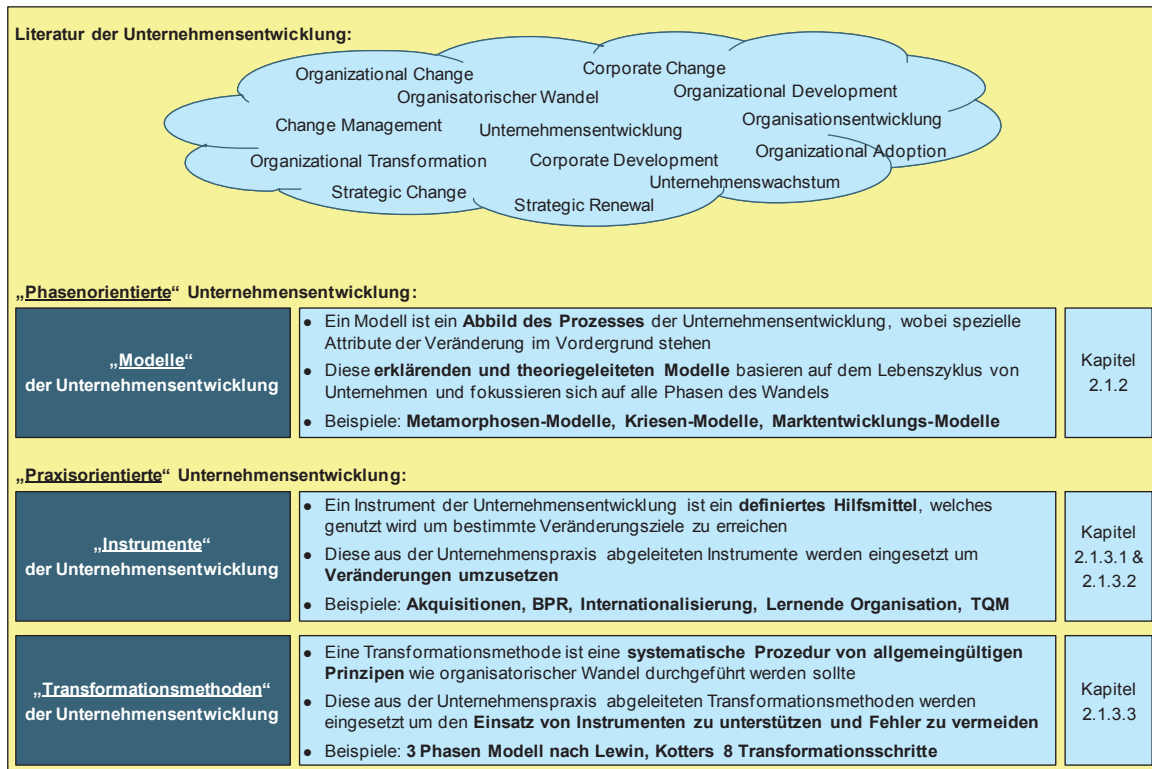 Literatur der Unternehmensentwicklung:
Organizational Change
Corporate Change
Organisatorischer Wandel
Organizational Development
Change Management
Unternehmensentwicklung
Organisationsentwicklung
Organizational Transformation
Corporate Development
Organizational Adoption
Strategic Change
Unternehmenswachstum
Strategic Renewal
„Phasenorientierte“ Unternehmensentwicklung:
„Modelle“
der Unternehmensentwicklung
• Ein Modell ist ein Abbild des Prozesses der Unternehmensentwicklung, wobei spezielle
Attribute der Veränderung im Vordergrund stehen
• Diese erklärenden und theoriegeleiteten Modelle basieren auf dem Lebenszyklus von
Unternehmen und fokussieren sich auf alle Phasen des Wandels
• Beispiele: Metamorphosen-Modelle, Kriesen-Modelle, Marktentwicklungs-Modelle
Kapitel
2.1.2
„Praxisorientierte“ Unternehmensentwicklung:
„Instrumente“
der Unternehmensentwicklung
• Ein Instrument der Unternehmensentwicklung ist ein definiertes Hilfsmittel, welches
genutzt wird um bestimmte Veränderungsziele zu erreichen
• Diese aus der Unternehmenspraxis abgeleiteten Instrumente werden eingesetzt um
Veränderungen umzusetzen
• Beispiele: Akquisitionen, BPR, Internationalisierung, Lernende Organisation, TQM
Kapitel
2.1.3.1 &
2.1.3.2
„Transformationsmethoden“
der Unternehmensentwicklung
• Eine Transformationsmethode ist eine systematische Prozedur von allgemeingültigen
Prinzipen wie organisatorischer Wandel durchgeführt werden sollte
• Diese aus der Unternehmenspraxis abgeleiteten Transformationsmethoden werden
eingesetzt um den Einsatz von Instrumenten zu unterstützen und Fehler zu vermeiden
• Beispiele: 3 Phasen Modell nach Lewin, Kotters 8 Transformationsschritte
Kapitel
2.1.3.3